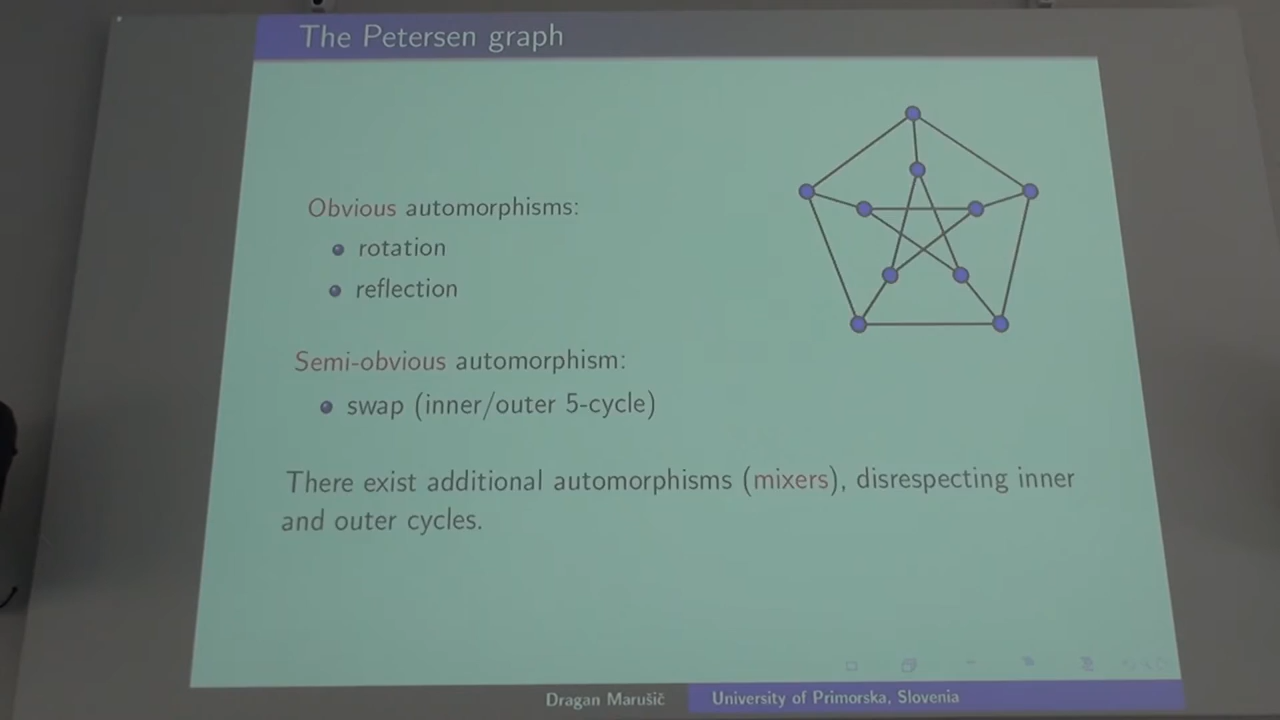 The Petersen graph
Obvious automorphisms:
rotation
reflection
Semi-obvious automorphism:
swap (inner/outer 5-cycle)
There exist additional automorphisms (mixers), disrespecting inner
and outer cycles.
Dragan Marušič
University of Primorska, Slovenia